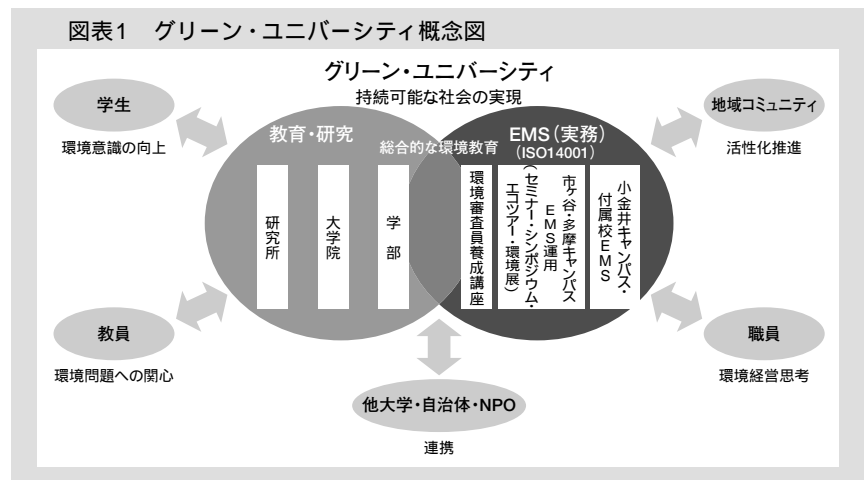 図表1 グリーン・ユニバーシティ概念図
グリーン・ユニバーシティ
持続可能な社会の実現
学生
環境意識の向上
地域コミュニティ
活性化推進
教育・研究
総合的な環境教育
EMS(実務)
(ISO14001)
研究所
大学院
学部
環境審査員養成講座
市ヶ谷・多摩キャンパス
EMS運用
(セミナー・シンポジウム・
エコツアー・環境展)
小金井キャンパス・
付属校EMS
教員
環境問題への関心
職員
環境経営思考
他大学・自治体・NPO
連携